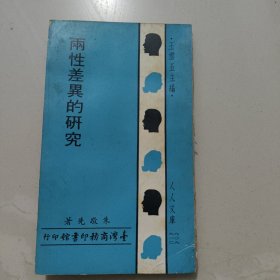 ·王雲五主編·
人人文庫
兩性差異的研究
朱敬先著
臺灣商務印書館印行